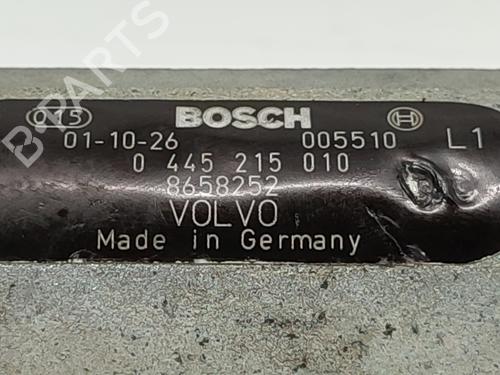 015 BOSCH
01-10-26 005510 L1
0 445 215 010
8658252
VOLVO
Made in Germany
B-PARTS